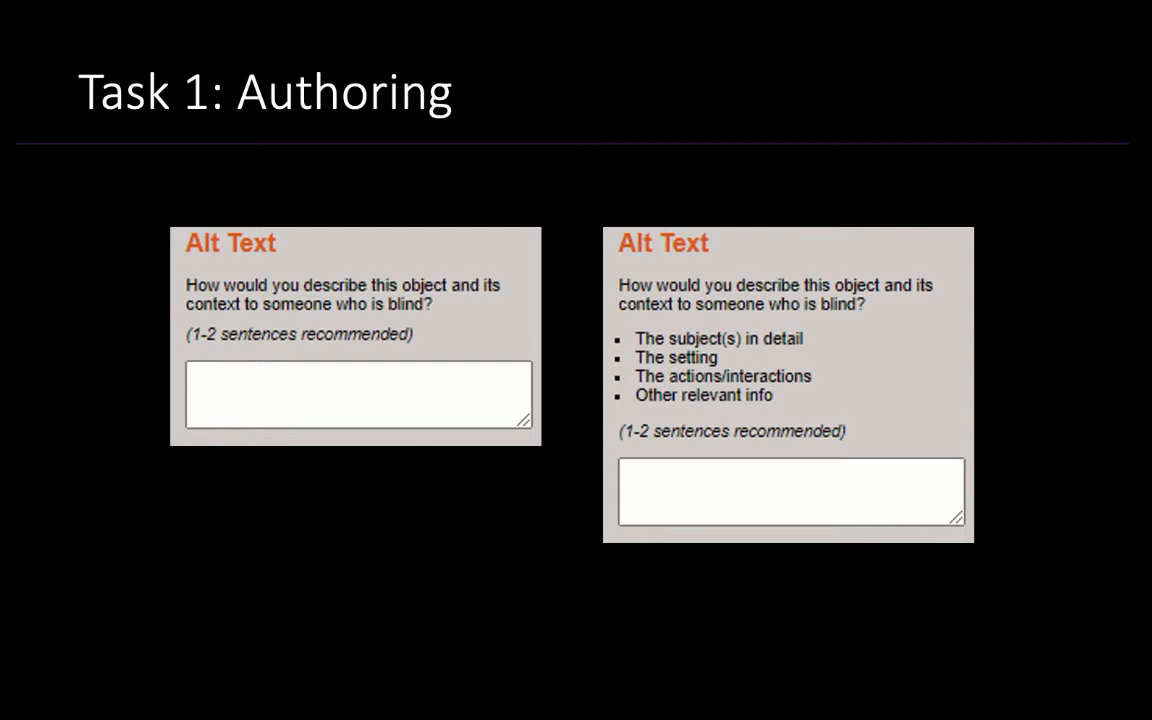 Task 1: Authoring
Alt Text
How would you describe this object and its
context to someone who is blind?
(1-2 sentences recommended)
Alt Text
How would you describe this object and its
context to someone who is blind?
▪ The subject(s) in detail
▪ The setting
▪ The actions/interactions
▪ Other relevant info
(1-2 sentences recommended)